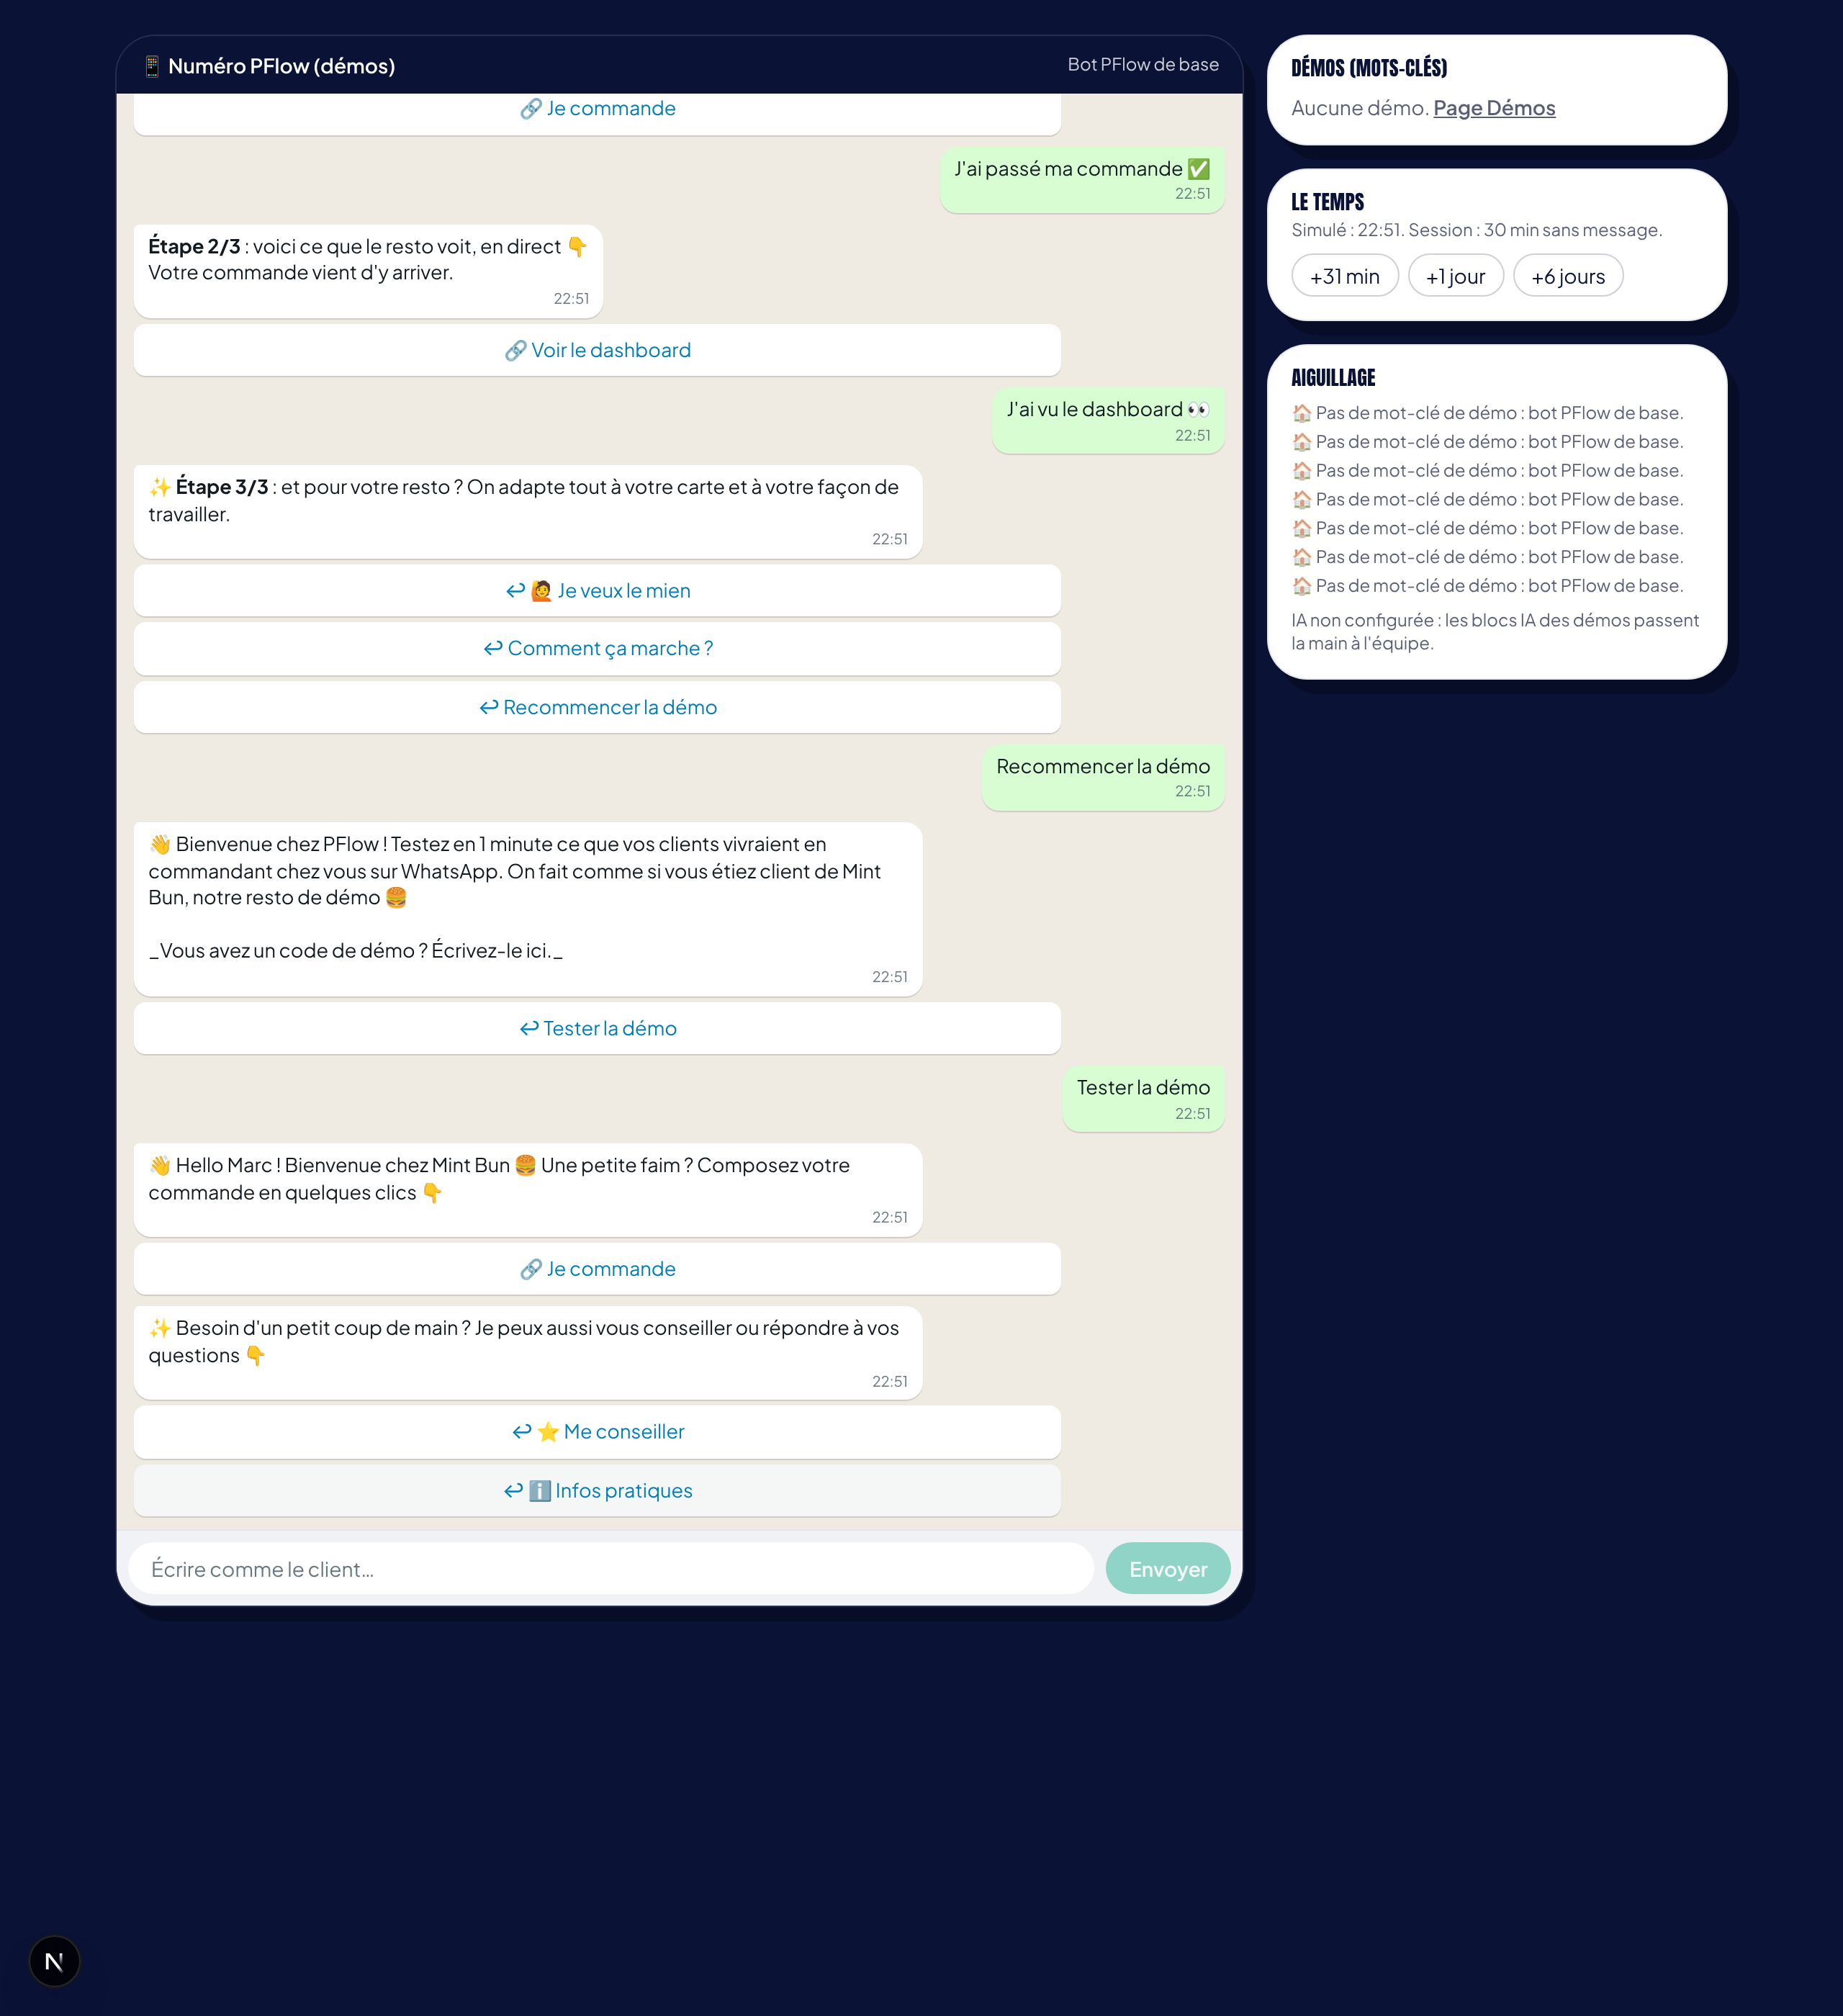 📱 Numéro PFlow (démos)
Bot PFlow de base
🔗 Je commande
J'ai passé ma commande ✅
22:51
Étape 2/3 : voici ce que le resto voit, en direct 👇
Votre commande vient d'y arriver.
22:51
🔗 Voir le dashboard
J'ai vu le dashboard 👀
22:51
✨ Étape 3/3 : et pour votre resto ? On adapte tout à votre carte et à votre façon de
travailler.
22:51
↩ 🙋 Je veux le mien
↩ Comment ça marche ?
↩ Recommencer la démo
Recommencer la démo
22:51
👋 Bienvenue chez PFlow ! Testez en 1 minute ce que vos clients vivraient en
commandant chez vous sur WhatsApp. On fait comme si vous étiez client de Mint
Bun, notre resto de démo 🍔
_Vous avez un code de démo ? Écrivez-le ici._
22:51
↩ Tester la démo
Tester la démo
22:51
👋 Hello Marc ! Bienvenue chez Mint Bun 🍔 Une petite faim ? Composez votre
commande en quelques clics 👇
22:51
🔗 Je commande
✨ Besoin d'un petit coup de main ? Je peux aussi vous conseiller ou répondre à vos
questions 👇
22:51
↩ ⭐ Me conseiller
↩ ℹ️ Infos pratiques
Écrire comme le client...
Envoyer
DÉMOS (MOTS-CLÉS)
Aucune démo. Page Démos
LE TEMPS
Simulé : 22:51. Session : 30 min sans message.
+31 min
+1 jour
+6 jours
AIGUILLAGE
🏠 Pas de mot-clé de démo : bot PFlow de base.
🏠 Pas de mot-clé de démo : bot PFlow de base.
🏠 Pas de mot-clé de démo : bot PFlow de base.
🏠 Pas de mot-clé de démo : bot PFlow de base.
🏠 Pas de mot-clé de démo : bot PFlow de base.
🏠 Pas de mot-clé de démo : bot PFlow de base.
🏠 Pas de mot-clé de démo : bot PFlow de base.
IA non configurée : les blocs IA des démos passent
la main à l'équipe.
N